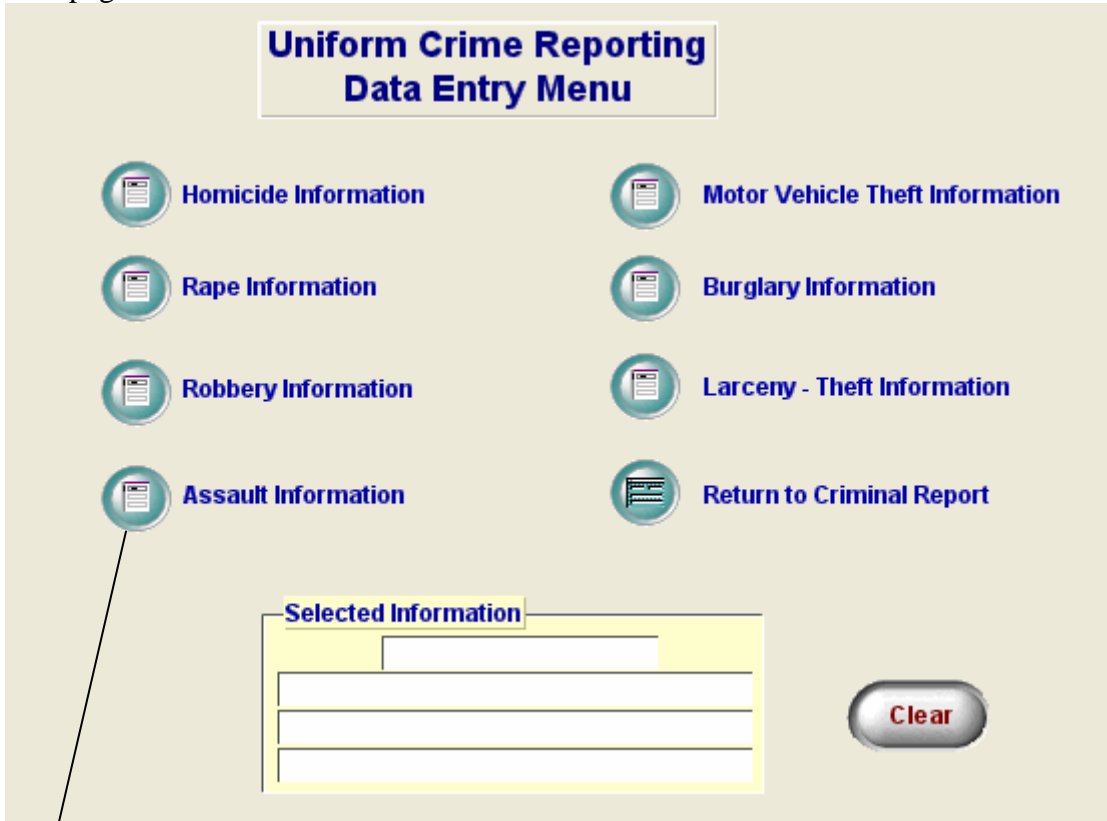 Uniform Crime Reporting
Data Entry Menu
Homicide Information
Motor Vehicle Theft Information
Rape Information
Burglary Information
Robbery Information
Larceny - Theft Information
Assault Information
Return to Criminal Report
Selected Information
Clear